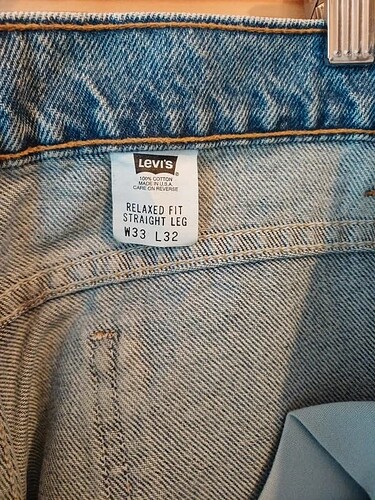 LEVI'S ®
100% COTTON
MADE IN U.S.A
CARE ON REVERSE
RELAXED FIT
STRAIGHT LEG
W33 L32